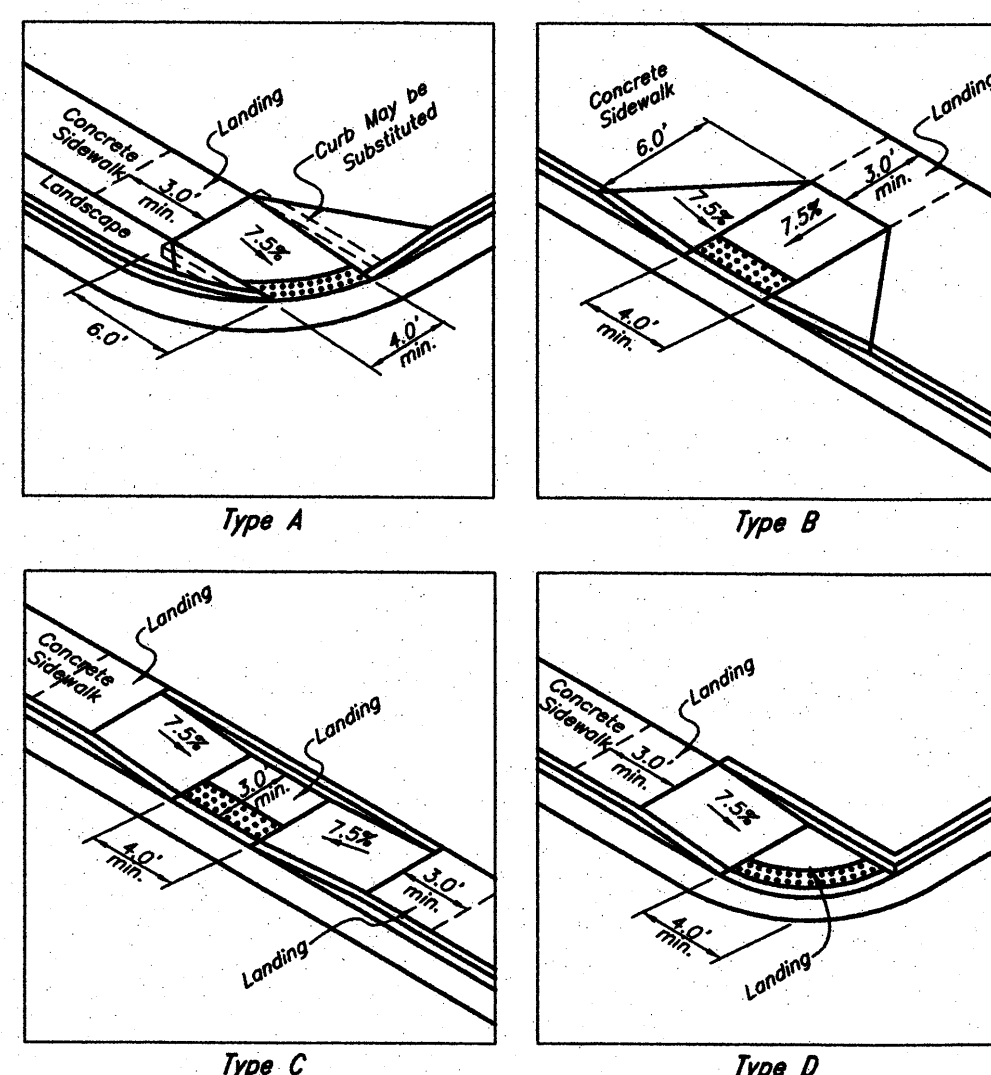 Concrete
Sidewalk
Landing
Curb May be
Substituted
3.0'
min.
Landscape
7.5%
6.0'
4.0'
min.
Type A
Concrete
Sidewalk
Landing
6.0'
3.0'
min.
7.5%
7.5%
4.0'
min.
Type B
Landing
Concrete
Sidewalk
Landing
7.5%
3.0'
min.
7.5%
3.0'
min.
4.0'
min.
Landing
Type C
Concrete
Sidewalk
Landing
3.0'
min.
7.5%
4.0'
min.
Landing
Type D